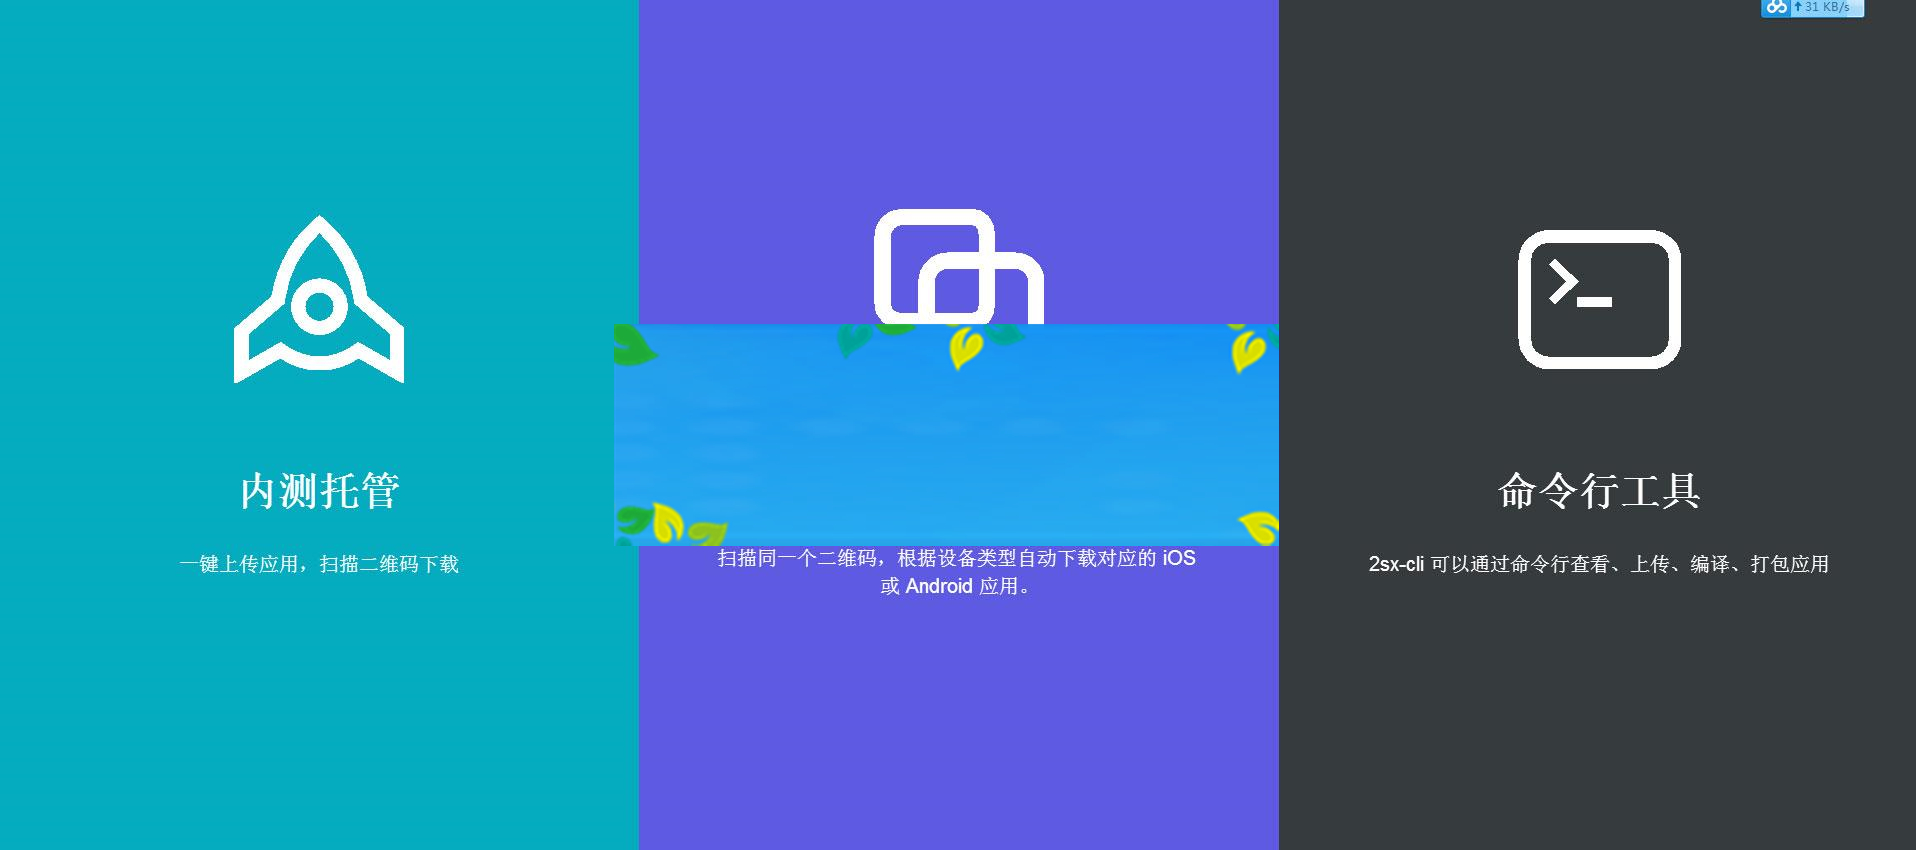 31 KB/s
内测托管
一键上传应用，扫描二维码下载
扫描同一个二维码，根据设备类型自动下载对应的 iOS
或 Android 应用。
命令行工具
2sx-cli 可以通过命令行查看、上传、编译、打包应用